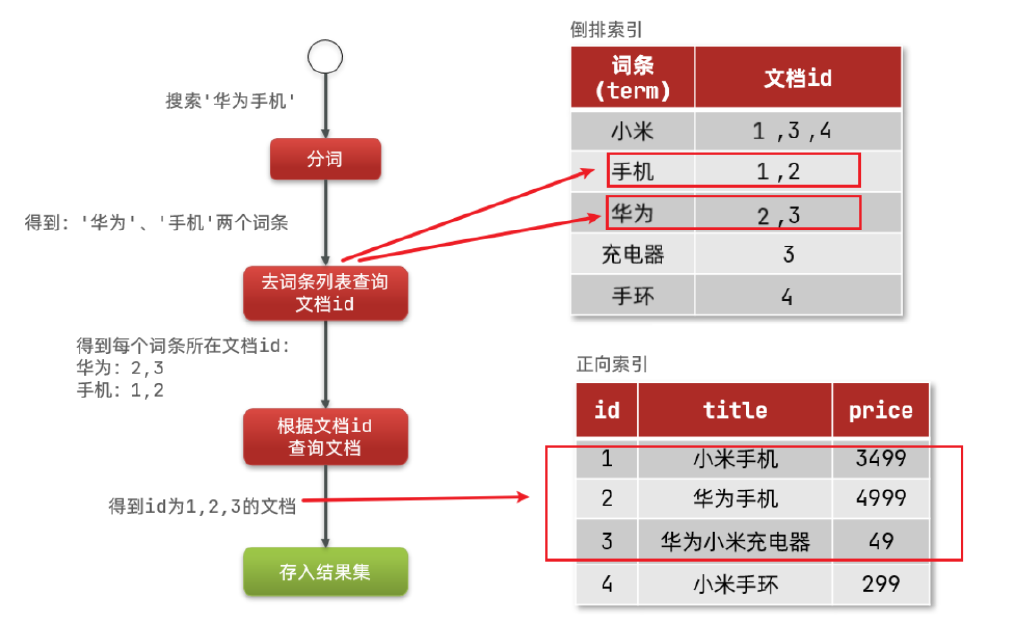 搜索'华为手机'
分词
得到: '华为'、'手机'两个词条
去词条列表查询
文档id
得到每个词条所在文档id:
华为: 2,3
手机: 1,2
根据文档id
查询文档
得到id为1,2,3的文档
存入结果集
倒排索引
词条
(term)
文档id
小米 1 ,3 ,4
手机 1 ,2
华为 2 ,3
充电器 3
手环 4
正向索引
id title price
1 小米手机 3499
2 华为手机 4999
3 华为小米充电器 49
4 小米手环 299